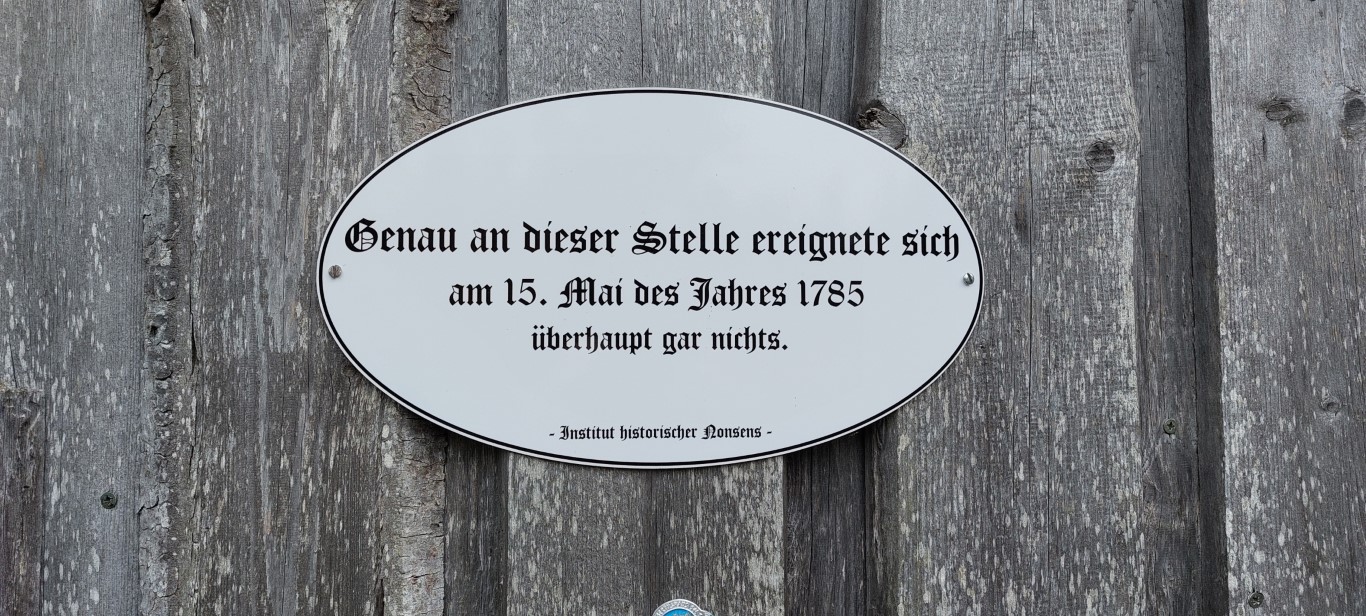 Genau an dieser Stelle ereignete sich
am 15. Mai des Jahres 1785
überhaupt gar nichts.
- Institut historischer Nonsens -